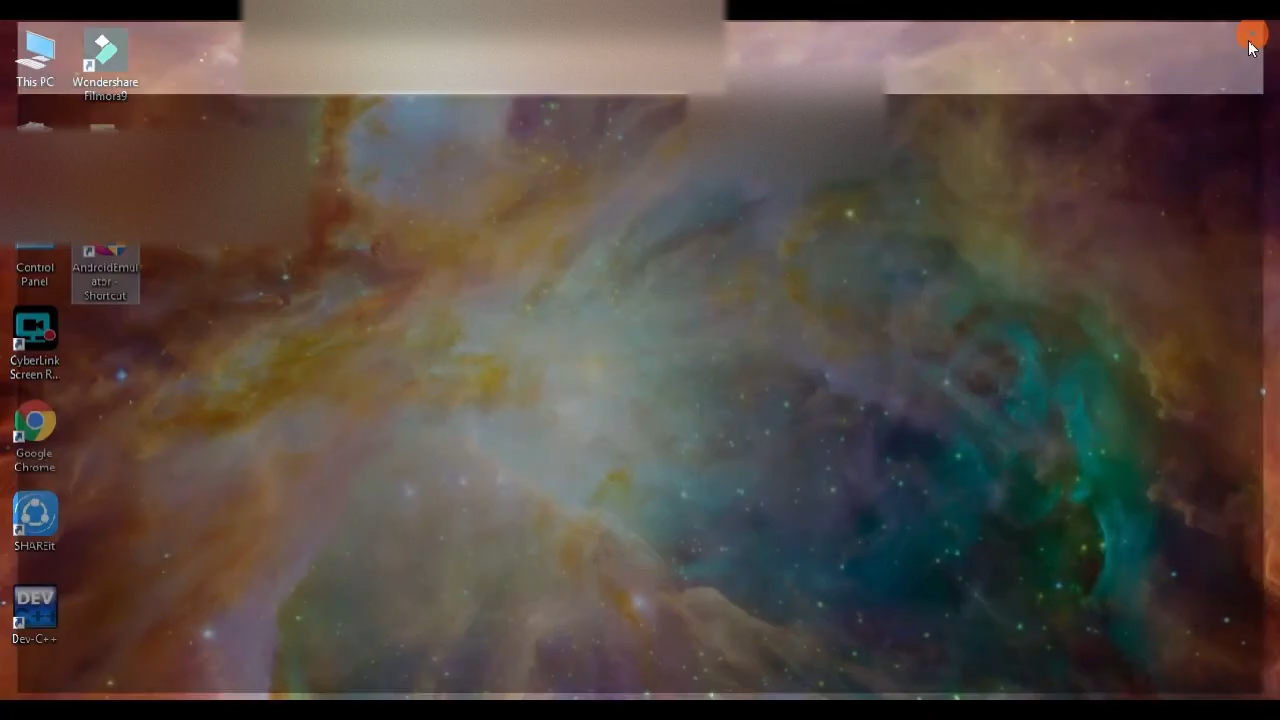 This PC
Wondershare
Filmora9
Control
Panel
AndroidEmul
ator -
Shortcut
CyberLink
Screen R...
Google
Chrome
SHAREit
DEV
C++
Dev-C++